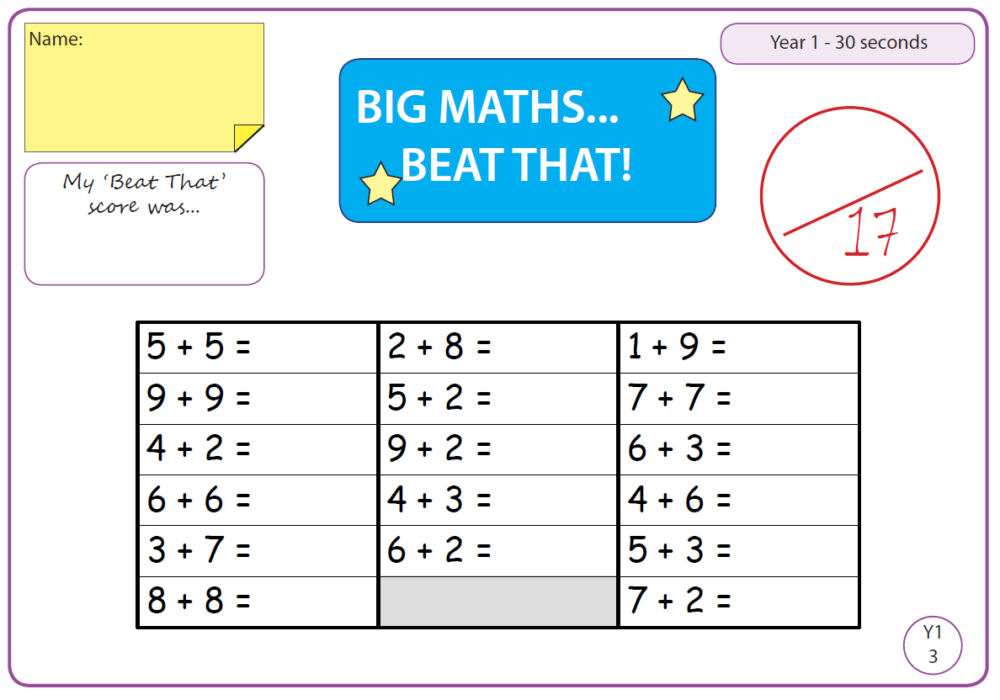 Name:
Year 1 - 30 seconds
BIG MATHS...
BEAT THAT!
My ‘Beat That’
score was...
17
5 + 5 =
2 + 8 =
1 + 9 =
9 + 9 =
5 + 2 =
7 + 7 =
4 + 2 =
9 + 2 =
6 + 3 =
6 + 6 =
4 + 3 =
4 + 6 =
3 + 7 =
6 + 2 =
5 + 3 =
8 + 8 =
7 + 2 =
Y1
3